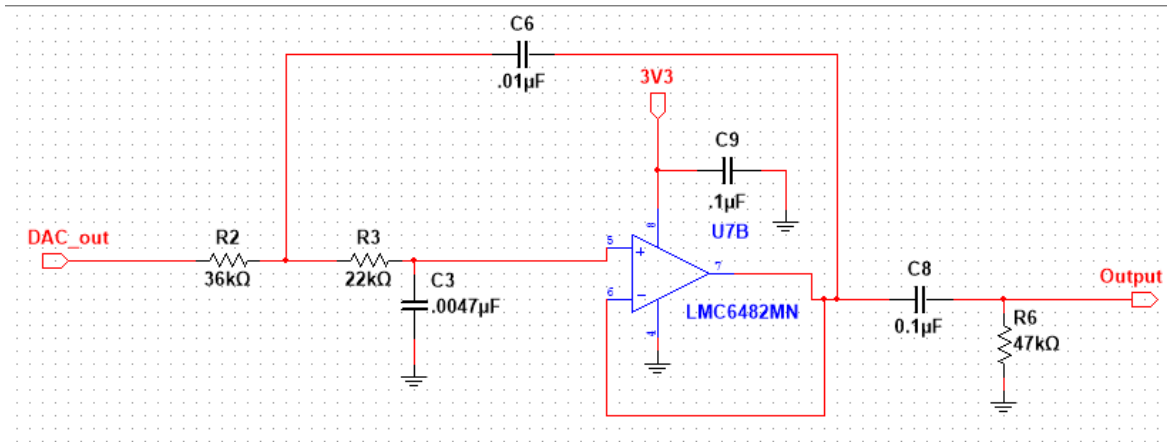 C6
.01µF
3V3
C9
.1µF
U7B
DAC_out
R2
36kΩ
R3
22kΩ
C3
.0047µF
5
+
6
−
8
4
7
LMC6482MN
C8
0.1µF
R6
47kΩ
Output